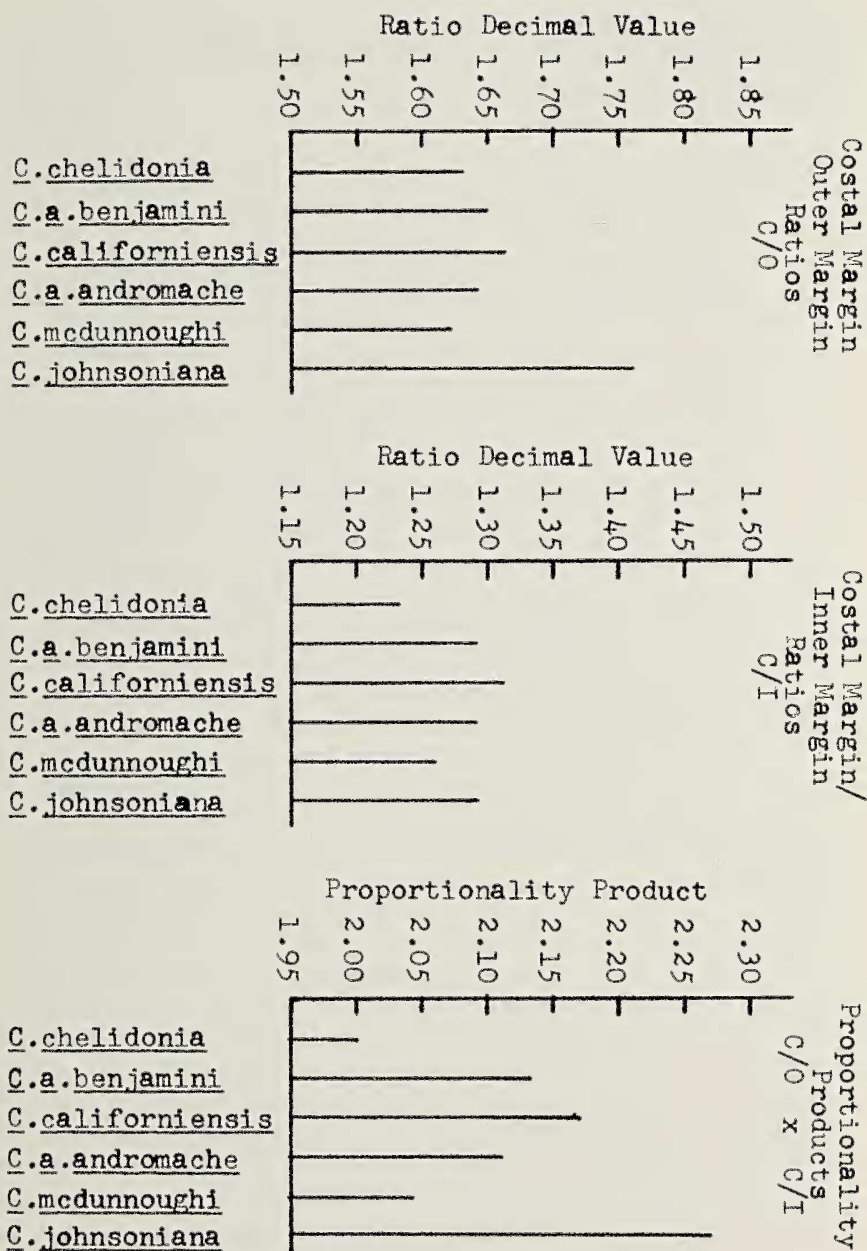 Ratio Decimal Value
1.50 1.55 1.60 1.65 1.70 1.75 1.80 1.85
Costal Margin
Outer Margin
Ratios
C/O
C.chelidonia
C.a.benjamini
C.californiensis
C.a.andromache
C.mcdunnoughi
C.johnsoniana
Ratio Decimal Value
1.15 1.20 1.25 1.30 1.35 1.40 1.45 1.50
Costal Margin/
Inner Margin
Ratios
C/I
C.chelidonia
C.a.benjamini
C.californiensis
C.a.andromache
C.mcdunnoughi
C.johnsoniana
Proportionality Product
1.95 2.00 2.05 2.10 2.15 2.20 2.25 2.30
Proportionality
Products
C/O x C/I
C.chelidonia
C.a.benjamini
C.californiensis
C.a.andromache
C.mcdunnoughi
C.johnsoniana